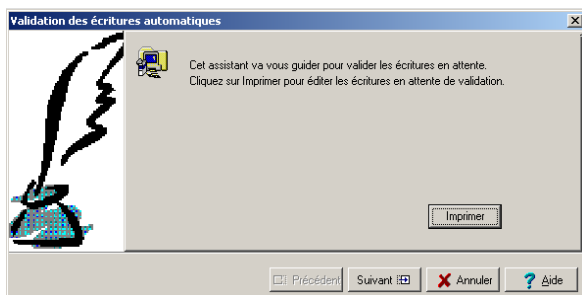 Validation des écritures automatiques
Cet assistant va vous guider pour valider les écritures en attente.
Cliquez sur Imprimer pour éditer les écritures en attente de validation.
Imprimer
Précédent Suivant Annuler Aide